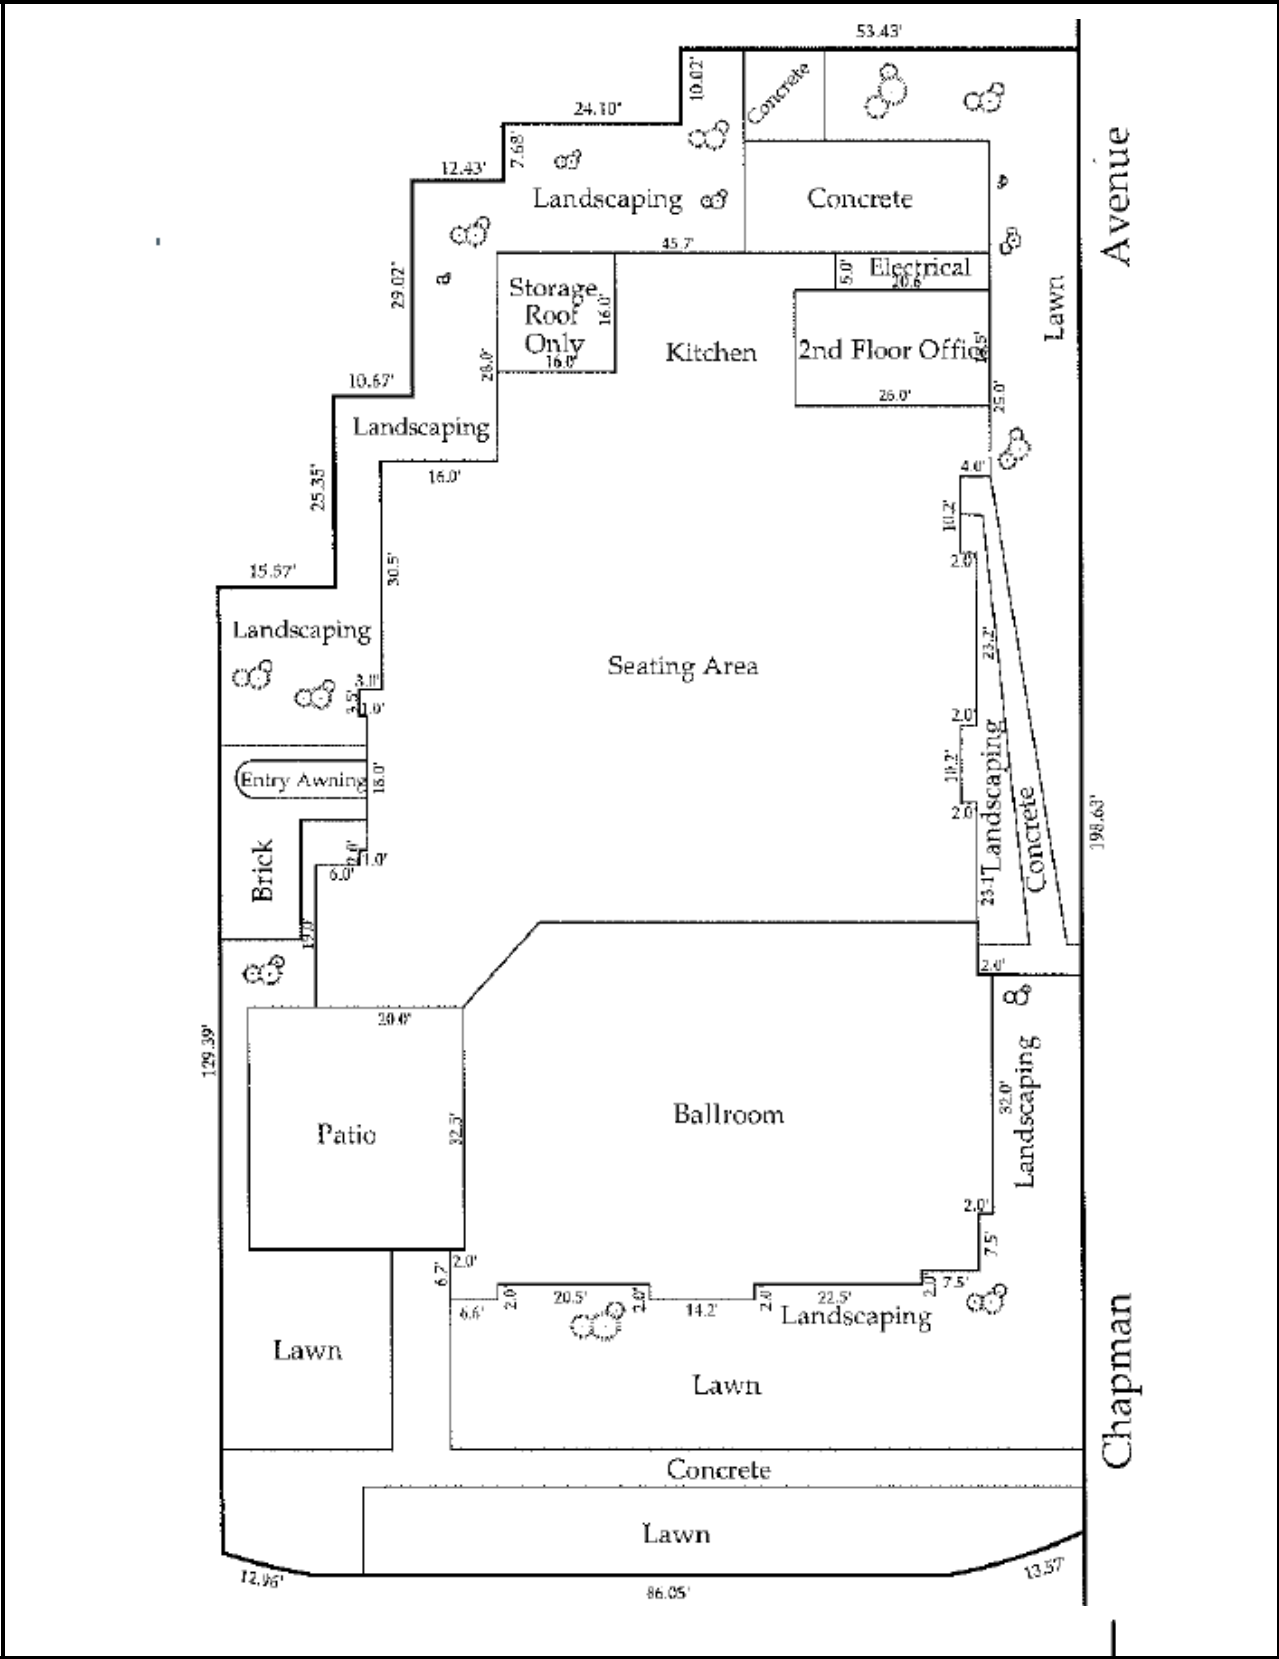 53.43'
10.02'
Concrete
24.10'
7.68'
12.43'
Landscaping
Concrete
Avenue
45.7'
29.02'
5.0'
Electrical
20.6'
Storage
Roof
Only
16.0'
16.0'
Kitchen
2nd Floor Offic
Lawn
28.0'
26.0'
25.0'
10.67'
Landscaping
16.0'
4.0'
25.35'
10.2'
2.0'
30.5'
15.57'
Landscaping
23.2'
Seating Area
3.0'
3.5'
1.0'
2.0'
Entry Awning
18.0'
10.2'
Landscaping
2.0'
Concrete
198.63'
Brick
2.0'
1.0'
6.0'
23.1'
19.0'
2.0'
20.0'
129.39'
Patio
32.5'
Ballroom
32.0'
Landscaping
2.0'
7.5'
2.0'
6.7'
6.6'
2.0'
20.5'
2.0'
14.2'
2.0'
22.5'
2.0'
7.5'
Landscaping
Lawn
Lawn
Chapman
Concrete
Lawn
12.96'
86.05'
13.57'